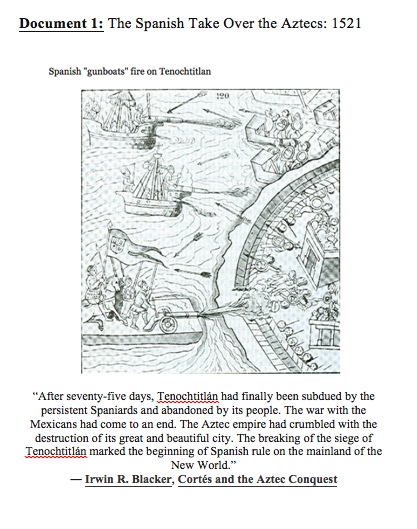 Document 1: The Spanish Take Over the Aztecs: 1521
Spanish "gunboats" fire on Tenochtitlan
120
“After seventy-five days, Tenochtitlán had finally been subdued by the
persistent Spaniards and abandoned by its people. The war with the
Mexicans had come to an end. The Aztec empire had crumbled with the
destruction of its great and beautiful city. The breaking of the siege of
Tenochtitlán marked the beginning of Spanish rule on the mainland of the
New World.”
— Irwin R. Blacker, Cortés and the Aztec Conquest